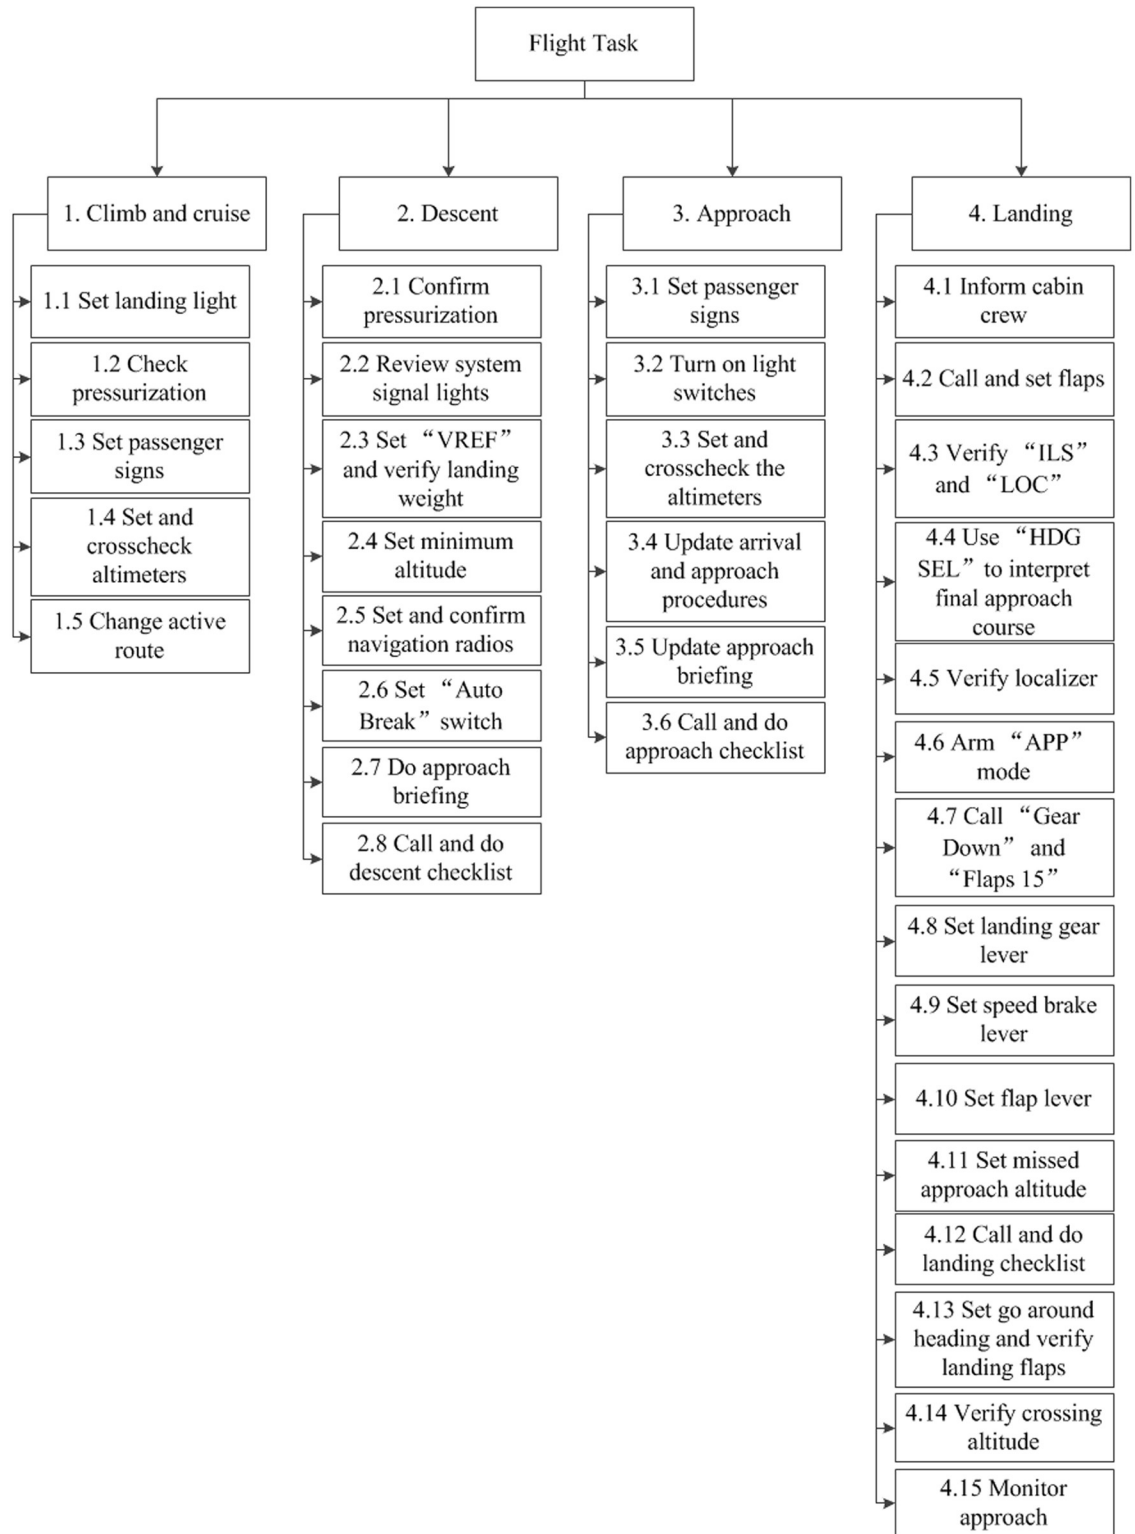 Flight Task
1. Climb and cruise
1.1 Set landing light
1.2 Check
pressurization
1.3 Set passenger
signs
1.4 Set and
crosscheck
altimeters
1.5 Change active
route
2. Descent
2.1 Confirm
pressurization
2.2 Review system
signal lights
2.3 Set “VREF”
and verify landing
weight
2.4 Set minimum
altitude
2.5 Set and confirm
navigation radios
2.6 Set “Auto
Break” switch
2.7 Do approach
briefing
2.8 Call and do
descent checklist
3. Approach
3.1 Set passenger
signs
3.2 Turn on light
switches
3.3 Set and
crosscheck the
altimeters
3.4 Update arrival
and approach
procedures
3.5 Update approach
briefing
3.6 Call and do
approach checklist
4. Landing
4.1 Inform cabin
crew
4.2 Call and set flaps
4.3 Verify “ILS”
and “LOC”
4.4 Use “HDG
SEL” to interpret
final approach
course
4.5 Verify localizer
4.6 Arm “APP”
mode
4.7 Call “Gear
Down” and
“Flaps 15”
4.8 Set landing gear
lever
4.9 Set speed brake
lever
4.10 Set flap lever
4.11 Set missed
approach altitude
4.12 Call and do
landing checklist
4.13 Set go around
heading and verify
landing flaps
4.14 Verify crossing
altitude
4.15 Monitor
approach